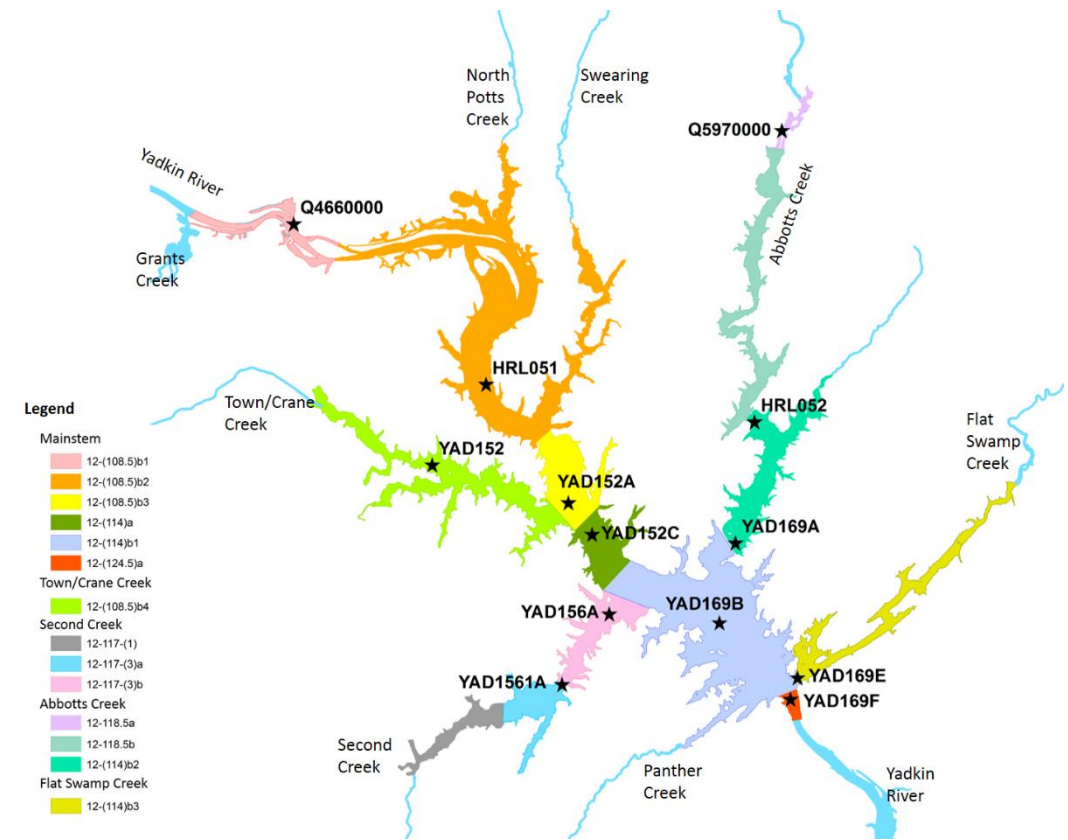 North
Potts
Creek
Swearing
Creek
Q5970000
Yadkin River
Q4660000
Abbotts Creek
Grants
Creek
HRL051
Town/Crane
Creek
HRL052
Flat
Swamp
Creek
YAD152
YAD152A
YAD152C
YAD169A
YAD156A
YAD169B
YAD1561A
YAD169E
YAD169F
Second
Creek
Panther
Creek
Yadkin
River
Legend
Mainstem
12-(108.5)b1
12-(108.5)b2
12-(108.5)b3
12-(114)a
12-(114)b1
12-(124.5)a
Town/Crane Creek
12-(108.5)b4
Second Creek
12-117-(1)
12-117-(3)a
12-117-(3)b
Abbotts Creek
12-118.5a
12-118.5b
12-(114)b2
Flat Swamp Creek
12-(114)b3